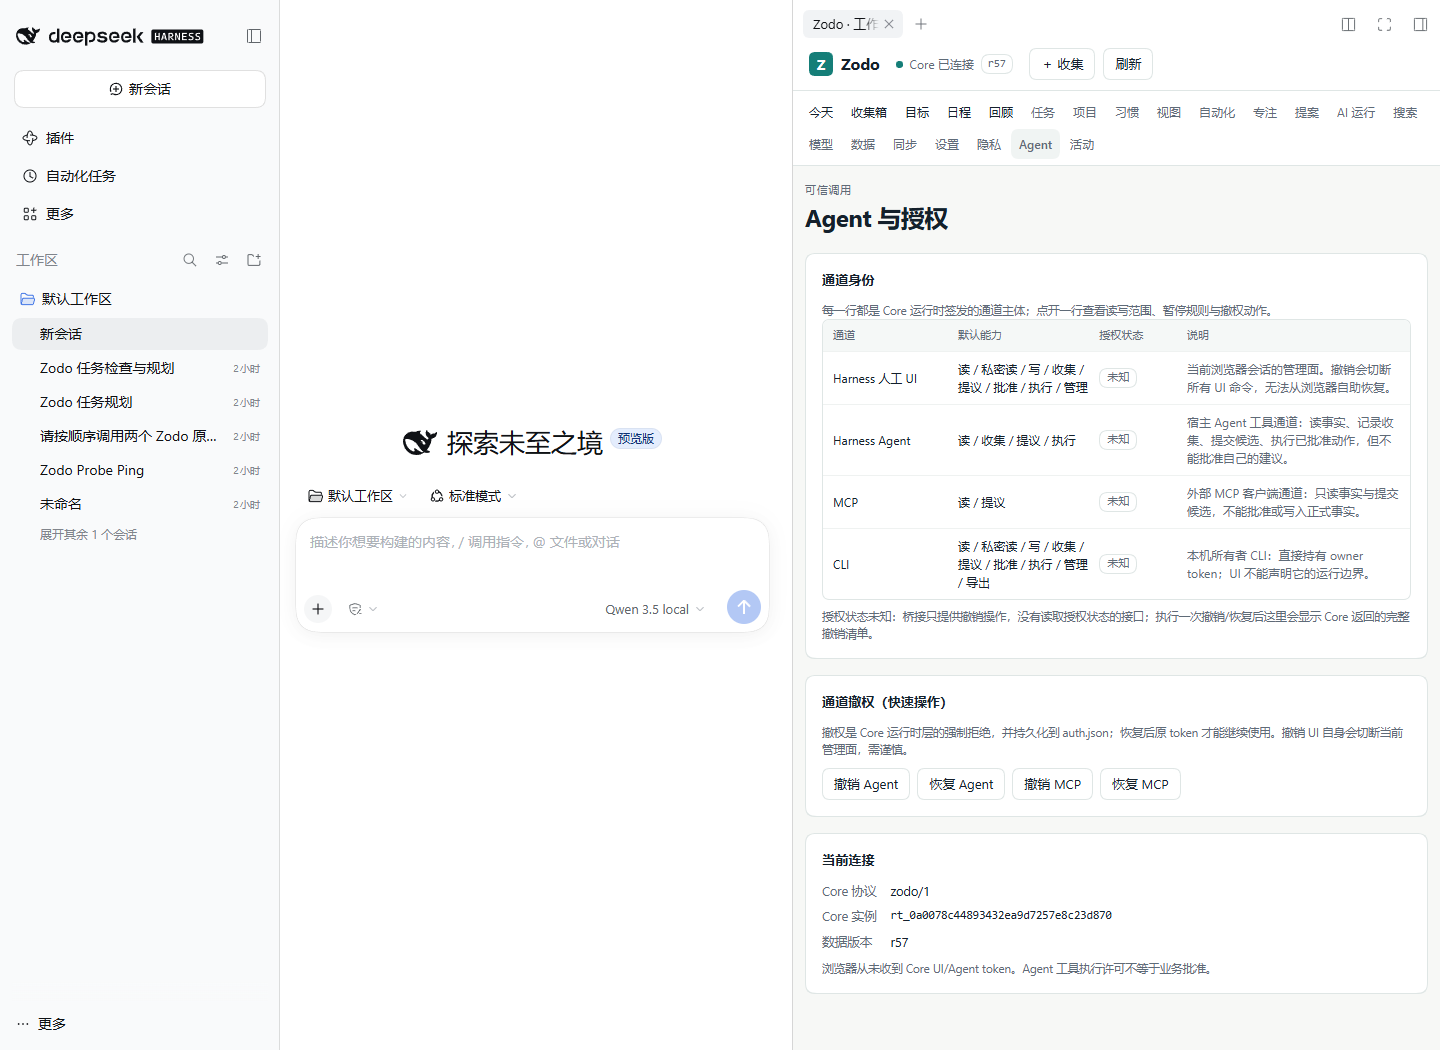 deepseek HARNESS
新会话
插件
自动化任务
更多
工作区
默认工作区
新会话
Zodo 任务检查与规划 2小时
Zodo 任务规划 2小时
请按顺序调用两个 Zodo 原... 2小时
Zodo Probe Ping 2小时
未命名 2小时
展开其余 1 个会话
更多
探索未至之境 预览版
默认工作区 标准模式
描述你想要构建的内容, / 调用指令, @ 文件或对话
Qwen 3.5 local
Zodo · 工作
Z Zodo Core 已连接 r57 + 收集 刷新
今天 收集箱 目标 日程 回顾 任务 项目 习惯 视图 自动化 专注 提案 AI 运行 搜索
模型 数据 同步 设置 隐私 Agent 活动
可信调用
Agent 与授权
通道身份
每一行都是 Core 运行时签发的通道主体；点开一行查看读写范围、暂停规则与撤权动作。
通道 默认能力 授权状态 说明
Harness 人工 UI
读 / 私密读 / 写 / 收集 /
提议 / 批准 / 执行 / 管理
未知
当前浏览器会话的管理面。撤销会切断
所有 UI 命令，无法从浏览器自助恢复。
Harness Agent
读 / 收集 / 提议 / 执行
未知
宿主 Agent 工具通道：读事实、记录收
集、提交候选、执行已批准动作，但不
能批准自己的建议。
MCP
读 / 提议
未知
外部 MCP 客户端通道：只读事实与提交
候选，不能批准或写入正式事实。
CLI
读 / 私密读 / 写 / 收集 /
提议 / 批准 / 执行 / 管理
/ 导出
未知
本机所有者 CLI：直接持有 owner
token；UI 不能声明它的运行边界。
授权状态未知：桥接只提供撤销操作，没有读取授权状态的接口；执行一次撤销/恢复后这里会显示 Core 返回的完整
撤销清单。
通道撤权（快速操作）
撤权是 Core 运行时层的强制拒绝，并持久化到 auth.json；恢复后原 token 才能继续使用。撤销 UI 自身会切断当前
管理面，需谨慎。
撤销 Agent 恢复 Agent 撤销 MCP 恢复 MCP
当前连接
Core 协议 zodo/1
Core 实例 rt_0a0078c44893432ea9d7257e8c23d870
数据版本 r57
浏览器从未收到 Core UI/Agent token。Agent 工具执行许可不等于业务批准。